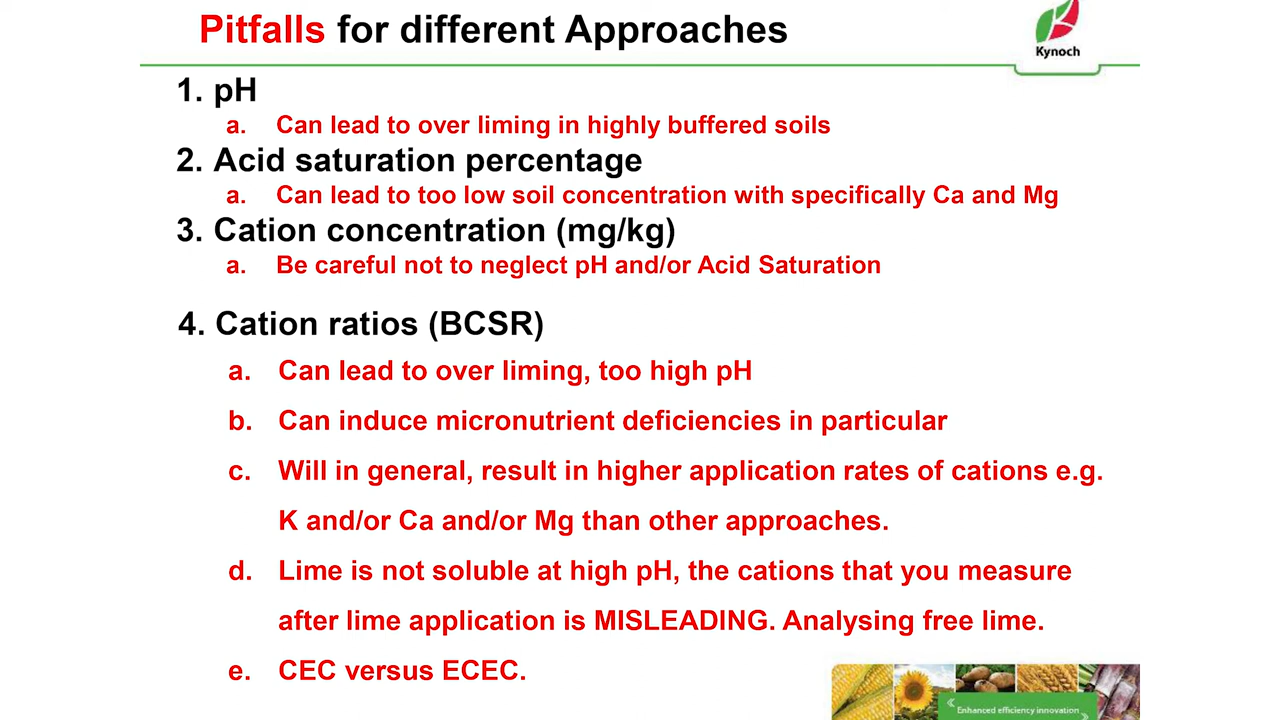 Pitfalls for different Approaches
Kynoch
1. pH
a. Can lead to over liming in highly buffered soils
2. Acid saturation percentage
a. Can lead to too low soil concentration with specifically Ca and Mg
3. Cation concentration (mg/kg)
a. Be careful not to neglect pH and/or Acid Saturation
4. Cation ratios (BCSR)
a. Can lead to over liming, too high pH
b. Can induce micronutrient deficiencies in particular
c. Will in general, result in higher application rates of cations e.g.
K and/or Ca and/or Mg than other approaches.
d. Lime is not soluble at high pH, the cations that you measure
after lime application is MISLEADING. Analysing free lime.
e. CEC versus ECEC.
Enhanced efficiency innovation